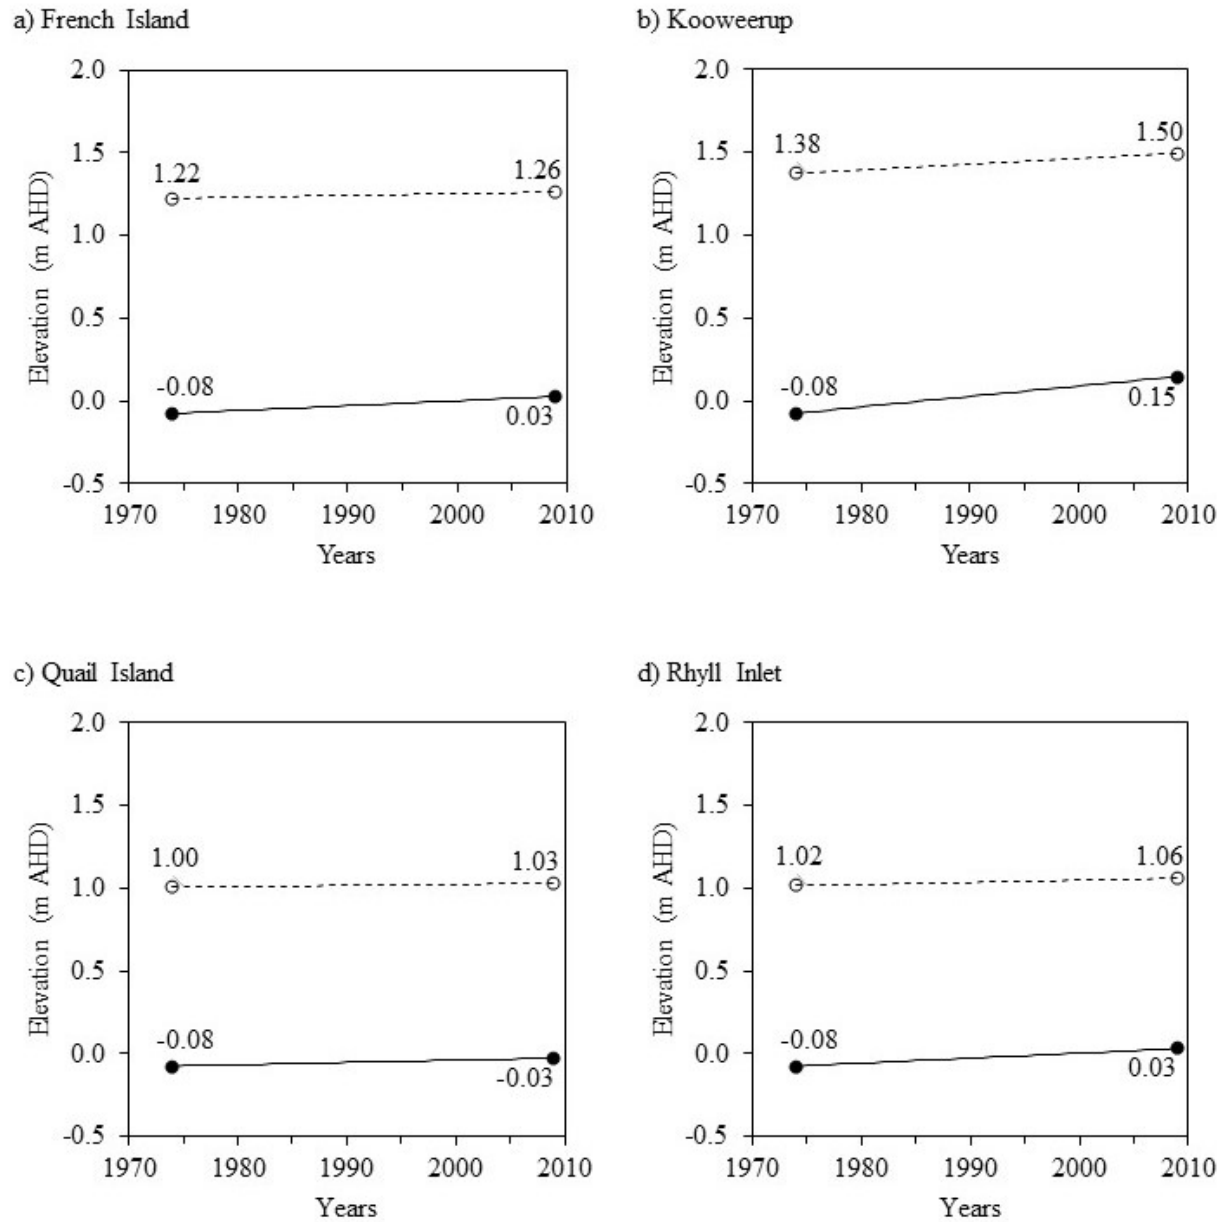 a) French Island
2.0
1.5
1.0
0.5
0.0
-0.5
Elevation (m AHD)
1.22
1.26
-0.08
0.03
1970 1980 1990 2000 2010
Years
b) Kooweerup
2.0
1.5
1.0
0.5
0.0
-0.5
Elevation (m AHD)
1.38
1.50
-0.08
0.15
1970 1980 1990 2000 2010
Years
c) Quail Island
2.0
1.5
1.0
0.5
0.0
-0.5
Elevation (m AHD)
1.00
1.03
-0.08
-0.03
1970 1980 1990 2000 2010
Years
d) Rhyll Inlet
2.0
1.5
1.0
0.5
0.0
-0.5
Elevation (m AHD)
1.02
1.06
-0.08
0.03
1970 1980 1990 2000 2010
Years